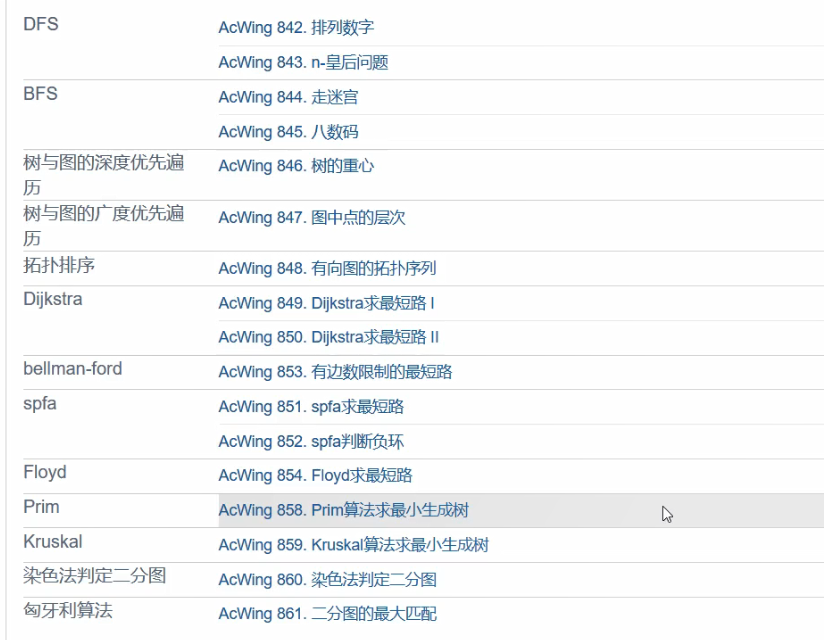 DFS
AcWing 842. 排列数字
AcWing 843. n-皇后问题
BFS
AcWing 844. 走迷宫
AcWing 845. 八数码
树与图的深度优先遍
历
AcWing 846. 树的重心
树与图的广度优先遍
历
AcWing 847. 图中点的层次
拓扑排序
AcWing 848. 有向图的拓扑序列
Dijkstra
AcWing 849. Dijkstra求最短路 I
AcWing 850. Dijkstra求最短路 II
bellman-ford
AcWing 853. 有边数限制的最短路
spfa
AcWing 851. spfa求最短路
AcWing 852. spfa判断负环
Floyd
AcWing 854. Floyd求最短路
Prim
AcWing 858. Prim算法求最小生成树
Kruskal
AcWing 859. Kruskal算法求最小生成树
染色法判定二分图
AcWing 860. 染色法判定二分图
匈牙利算法
AcWing 861. 二分图的最大匹配